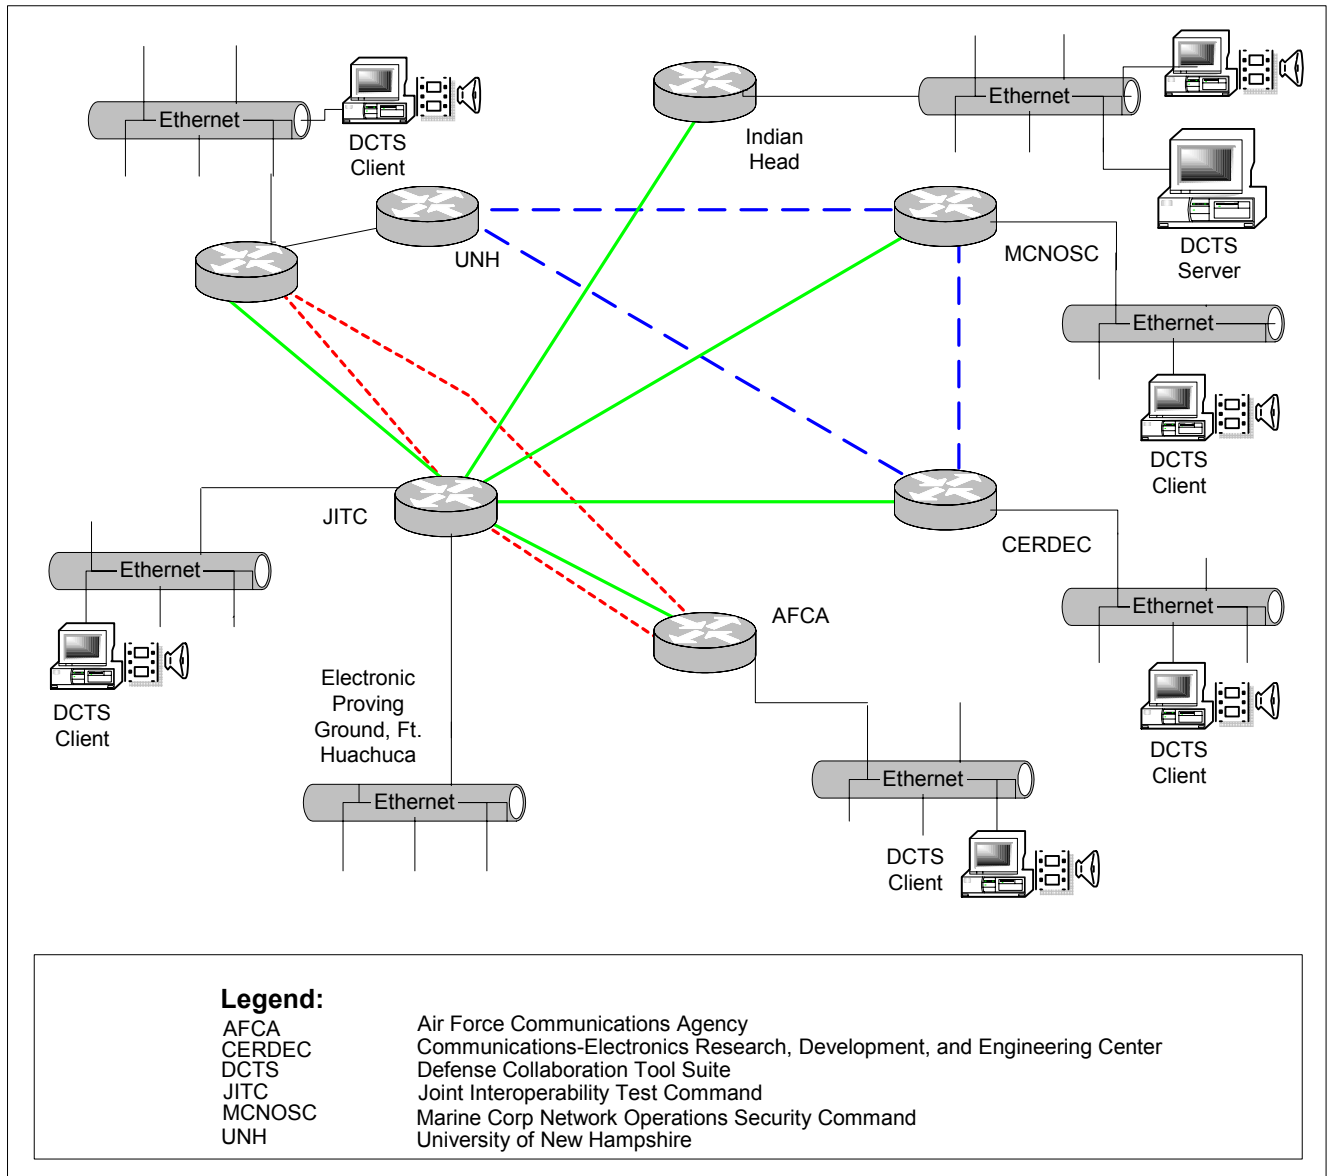 Ethernet
DCTS
Client
Indian
Head
Ethernet
DCTS
Server
UNH
MCNOSC
Ethernet
DCTS
Client
JITC
CERDEC
Ethernet
DCTS
Client
AFCA
Ethernet
DCTS
Client
Electronic
Proving
Ground, Ft.
Huachuca
Ethernet
Ethernet
DCTS
Client
Ethernet
DCTS
Client
Legend:
AFCA Air Force Communications Agency
CERDEC Communications-Electronics Research, Development, and Engineering Center
DCTS Defense Collaboration Tool Suite
JITC Joint Interoperability Test Command
MCNOSC Marine Corp Network Operations Security Command
UNH University of New Hampshire